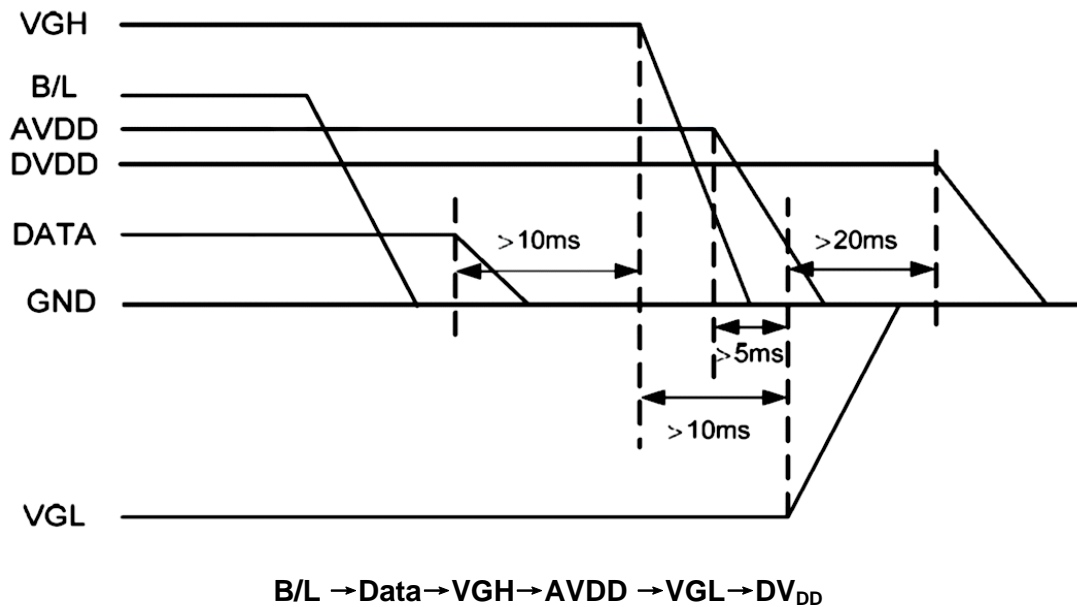 VGH
B/L
AVDD
DVDD
DATA
>10ms
>20ms
GND
>5ms
>10ms
VGL
B/L →Data→VGH→AVDD →VGL→DVDD